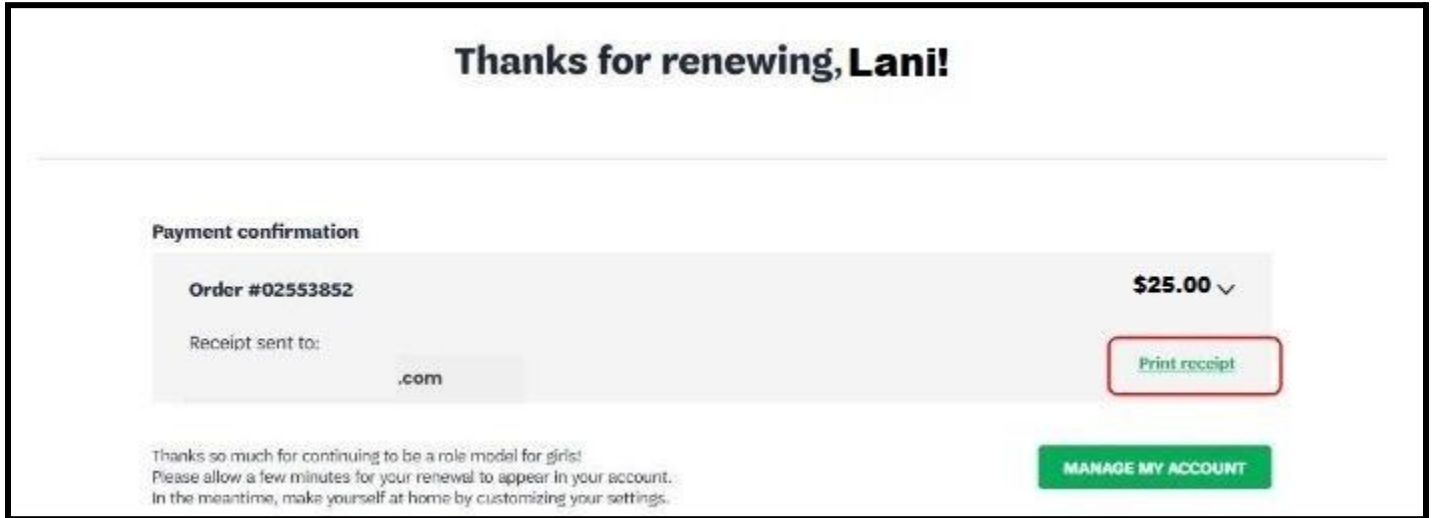 Thanks for renewing, Lani!
Payment confirmation
Order #02553852
$25.00
Receipt sent to:
.com
Print receipt
Thanks so much for continuing to be a role model for girls!
Please allow a few minutes for your renewal to appear in your account.
In the meantime, make yourself at home by customizing your settings.
MANAGE MY ACCOUNT